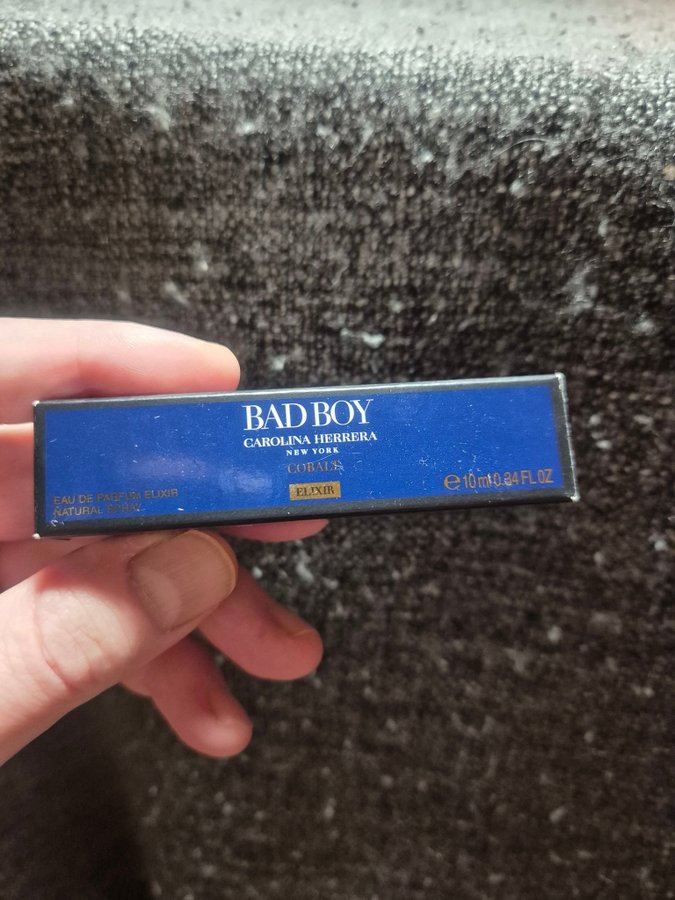 BAD BOY
CAROLINA HERRERA
NEW YORK
COBALT
ELIXIR
EAU DE PARFUM ELIXIR
NATURAL SPRAY
e 10 ml 0.34 FL OZ